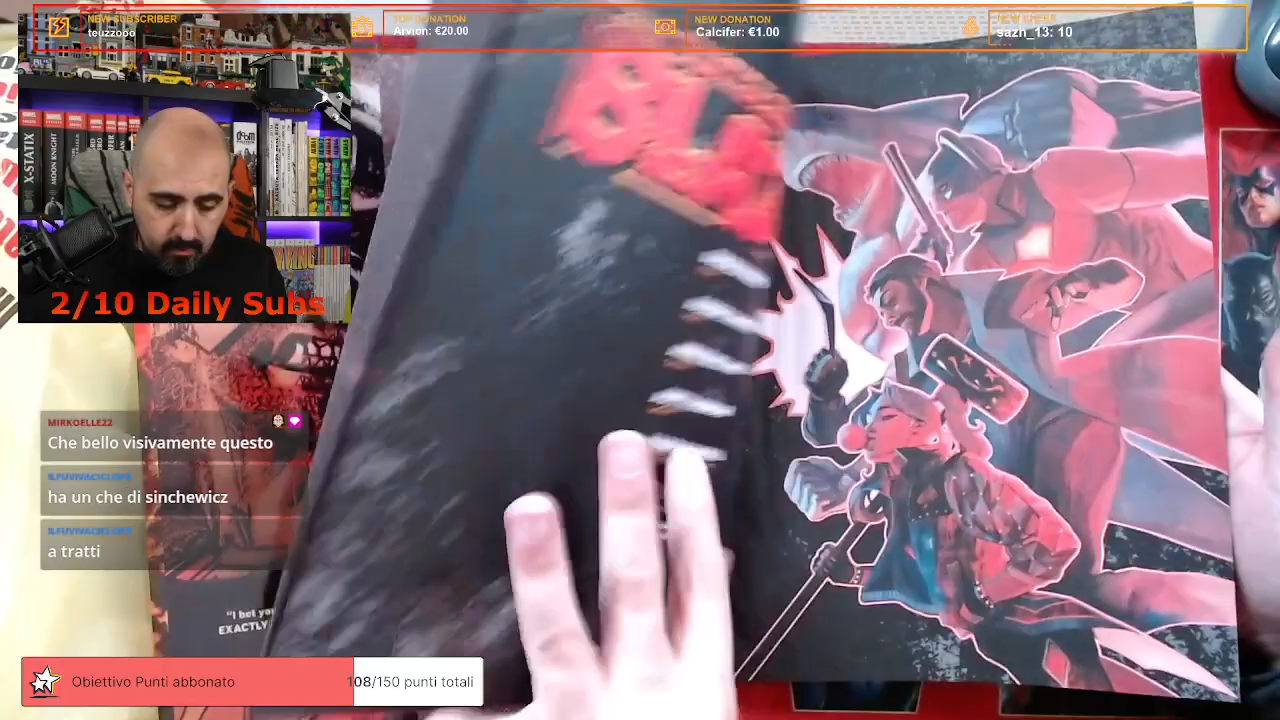 NEW SUBSCRIBER
teuzzooo
TOP DONATION
Arvion: €20.00
NEW DONATION
Calcifer: €1.00
NEW CHEER
sazh_13: 10
X-STATIX
MOON KNIGHT
2/10 Daily Subs
MIRKOELLE22
Che bello visivamente questo
ha un che di sinchewicz
a tratti
"I bet
EXACTLY
Obiettivo Punti abbonato
108/150 punti totali